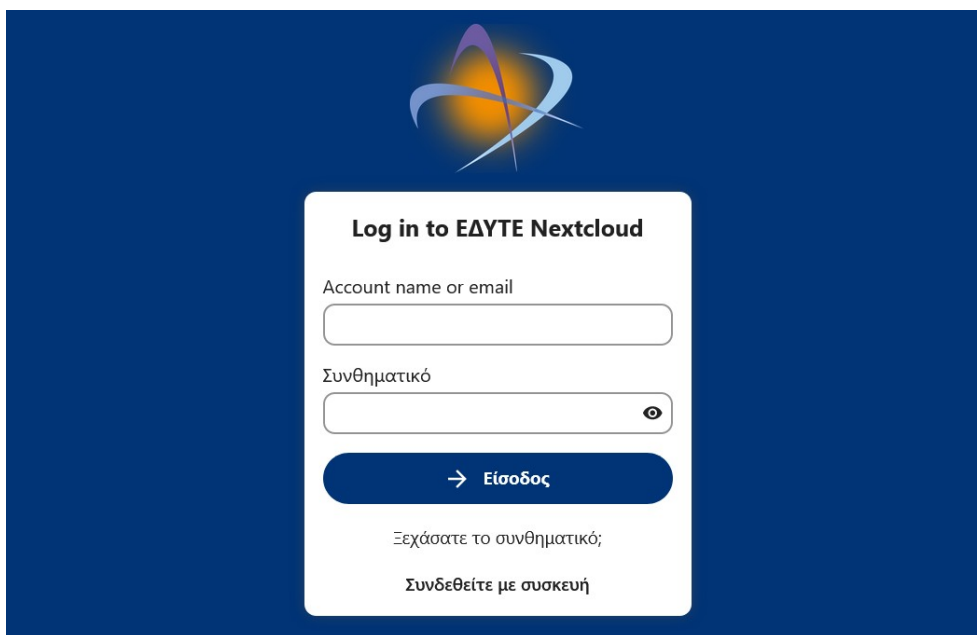 Log in to ΕΔΥΤΕ Nextcloud
Account name or email
Συνθηματικό
Είσοδος
Ξεχάσατε το συνθηματικό;
Συνδεθείτε με συσκευή